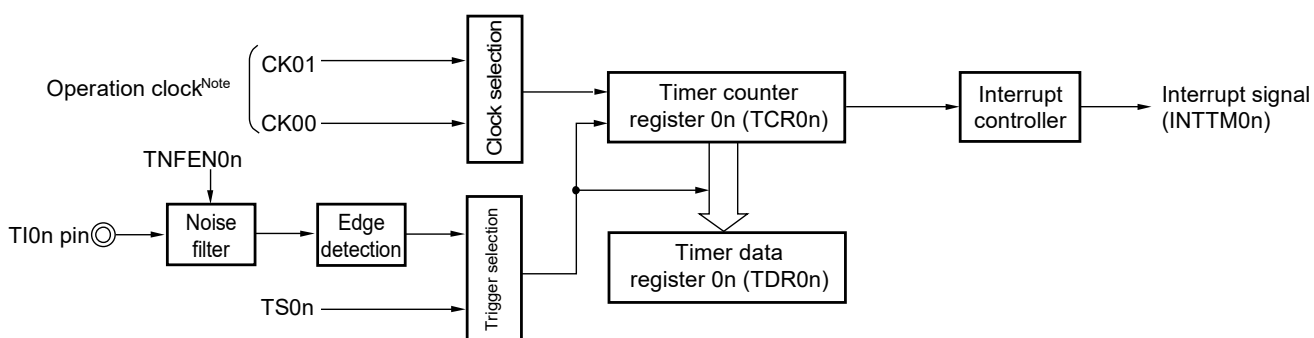 Operation clockNote
CK01
CK00
Clock selection
Timer counter
register 0n (TCR0n)
Interrupt
controller
Interrupt signal
(INTTM0n)
TNFEN0n
TI0n pin
Noise
filter
Edge
detection
TS0n
Trigger selection
Timer data
register 0n (TDR0n)